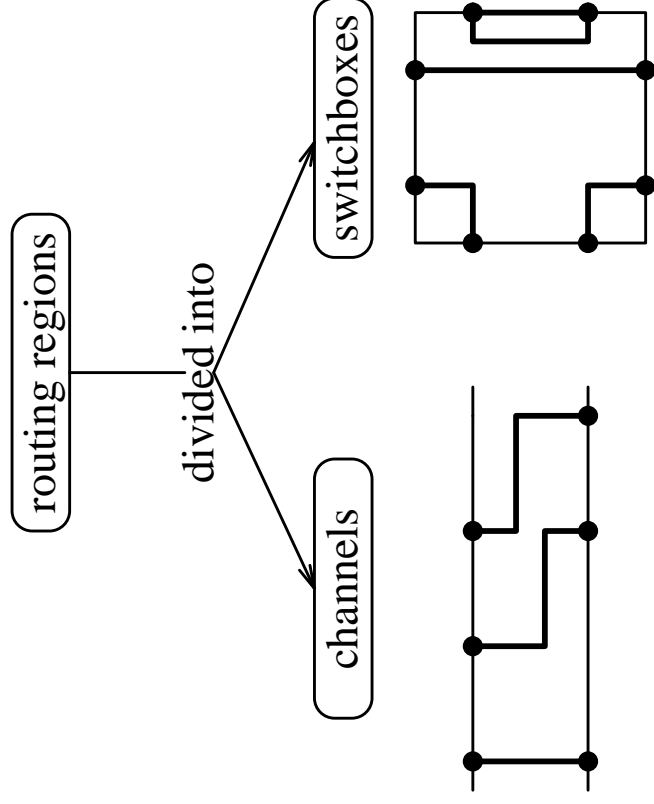 routing regions
divided into
channels
switchboxes